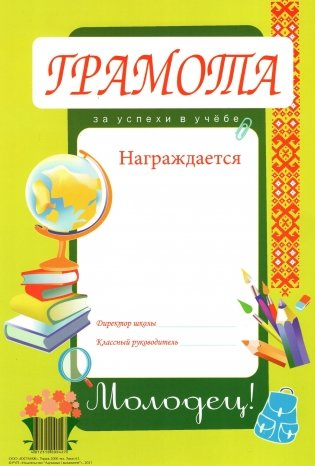 ГРАМОТА
за успехи в учёбе
Награждается
Директор школы
Классный руководитель
Молодец!